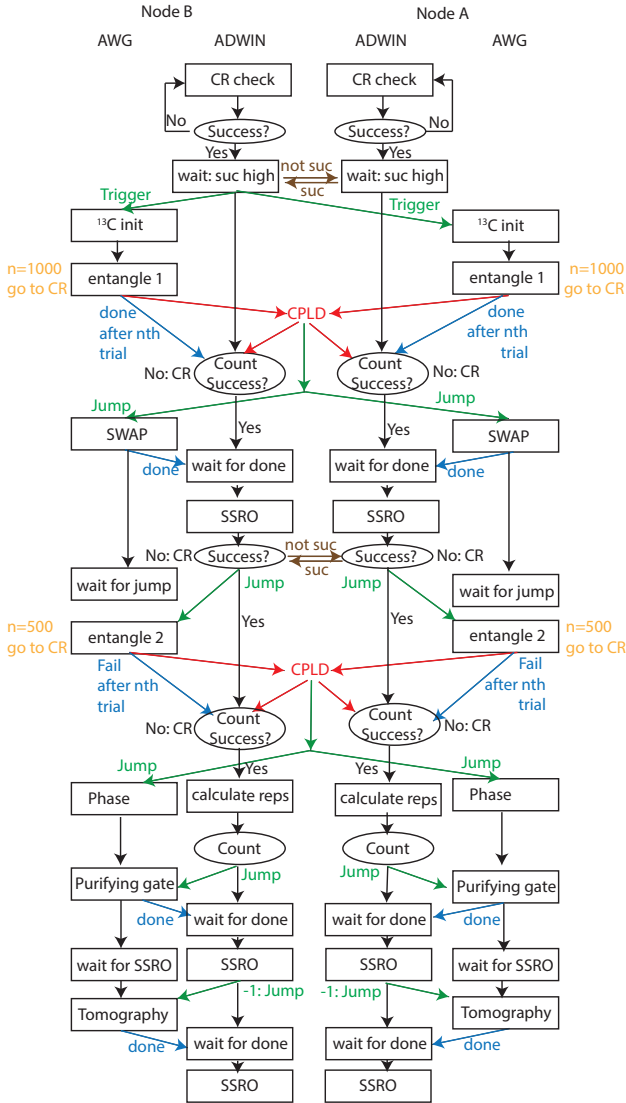 Node B
Node A
AWG
ADWIN
ADWIN
AWG
CR check
CR check
No
No
Success?
Success?
Yes
Yes
wait: suc high
not suc
suc
wait: suc high
Trigger
Trigger
¹³C init
¹³C init
n=1000
go to CR
entangle 1
entangle 1
n=1000
go to CR
done
after nth
trial
CPLD
done
after nth
trial
Count
Success?
Count
Success?
No: CR
No: CR
Jump
Jump
SWAP
Yes
Yes
SWAP
done
wait for done
wait for done
done
SSRO
SSRO
No: CR
Success?
not suc
suc
Success?
No: CR
wait for jump
Jump
Jump
wait for jump
n=500
go to CR
entangle 2
Yes
Yes
entangle 2
n=500
go to CR
Fail
after nth
trial
CPLD
Fail
after nth
trial
No: CR
Count
Success?
Count
Success?
No: CR
Jump
Yes
Yes
Jump
Phase
calculate reps
calculate reps
Phase
Count
Count
Jump
Jump
Purifying gate
Purifying gate
done
wait for done
wait for done
done
wait for SSRO
SSRO
SSRO
wait for SSRO
-1: Jump
-1: Jump
Tomography
Tomography
done
wait for done
wait for done
done
SSRO
SSRO